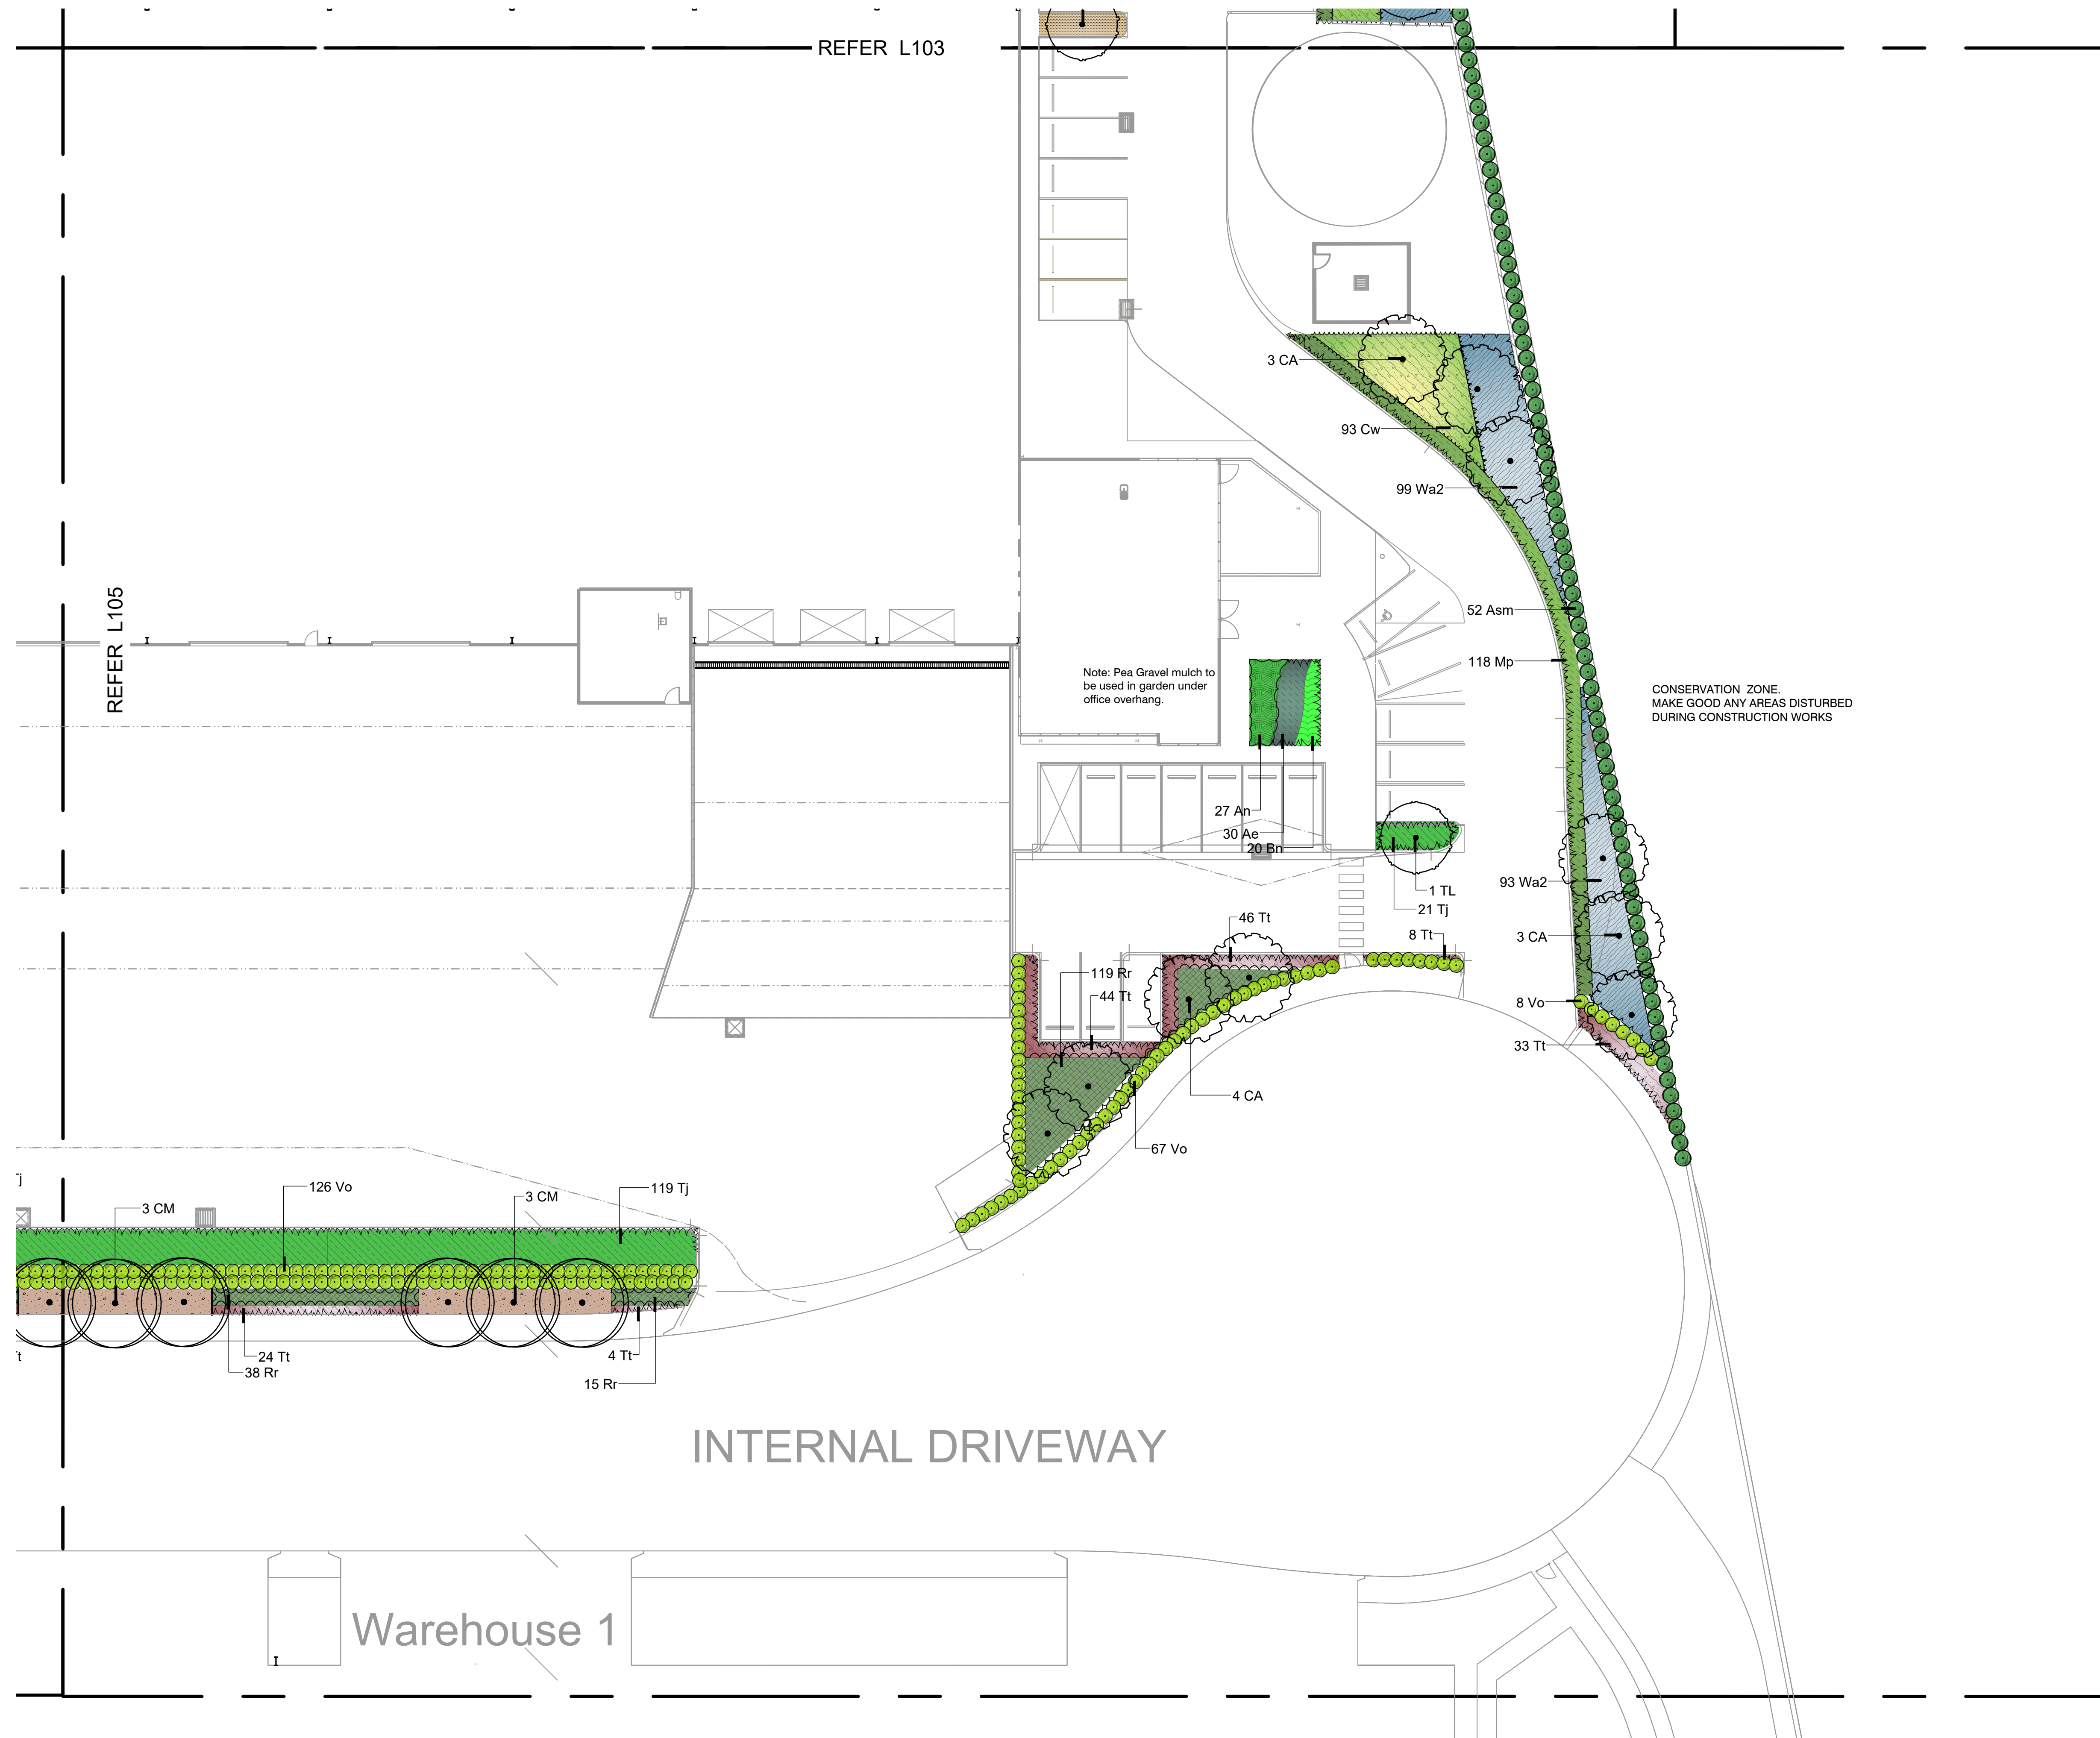 REFER L103
3 CA
93 Cw
99 Wa2
REFER L105
52 Asm
118 Mp
Note: Pea Gravel mulch to
be used in garden under
office overhang.
CONSERVATION ZONE.
MAKE GOOD ANY AREAS DISTURBED
DURING CONSTRUCTION WORKS
27 An
30 Ae
20 Bn
93 Wa2
1 TL
21 Tj
46 Tt
8 Tt
3 CA
119 Rr
44 Tt
8 Vo
33 Tt
4 CA
67 Vo
Tj
126 Vo
3 CM
119 Tj
3 CM
Tt
24 Tt
4 Tt
38 Rr
15 Rr
INTERNAL DRIVEWAY
Warehouse 1